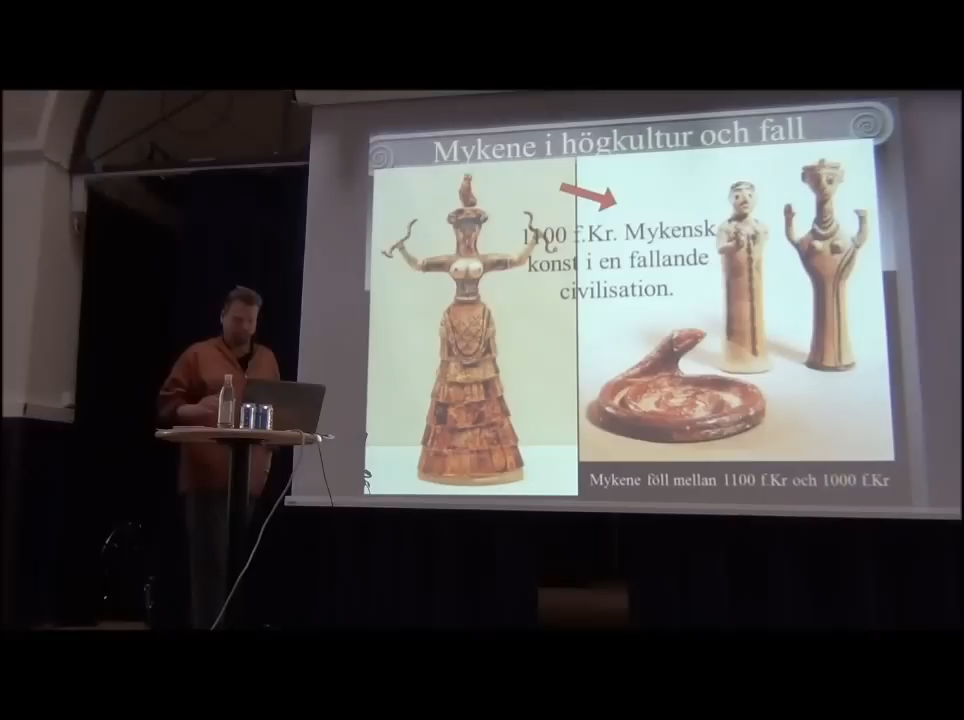 Mykene i högkultur och fall
1100 f.Kr. Mykensk
konst i en fallande
civilisation.
Mykene föll mellan 1100 f.Kr och 1000 f.Kr